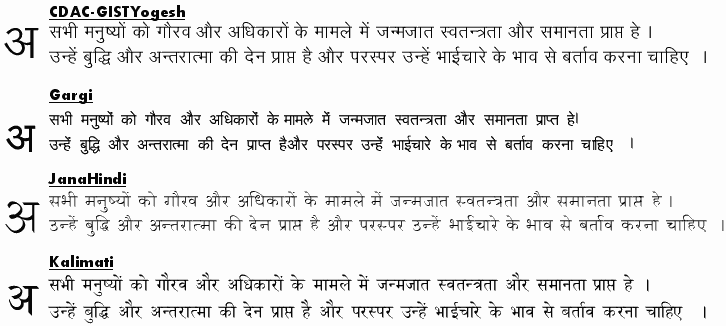 CDAC-GISTYogesh
अ
सभी मनुष्यों को गौरव और अधिकारों के मामले में जन्मजात स्वतन्त्रता और समानता प्राप्त हे ।
उन्हें बुद्धि और अन्तरात्मा की देन प्राप्त है और परस्पर उन्हें भाईचारे के भाव से बर्ताव करना चाहिए ।
Gargi
अ
सभी मनुष्यों को गौरव और अधिकारों के मामले में जन्मजात स्वतन्त्रता और समानता प्राप्त हे।
उन्हें बुद्धि और अन्तरात्मा की देन प्राप्त हैऔर परस्पर उन्हें भाईचारे के भाव से बर्ताव करना चाहिए ।
JanaHindi
अ
सभी मनुष्यों को गौरव और अधिकारों के मामले में जन्मजात स्वतन्त्रता और समानता प्राप्त हे ।
उन्हें बुद्धि और अन्तरात्मा की देन प्राप्त है और परस्पर उन्हें भाईचारे के भाव से बर्ताव करना चाहिए ।
Kalimati
अ
सभी मनुष्यों को गौरव और अधिकारों के मामले में जन्मजात स्वतन्त्रता और समानता प्राप्त हे ।
उन्हें बुद्धि और अन्तरात्मा की देन प्राप्त है और परस्पर उन्हें भाईचारे के भाव से बर्ताव करना चाहिए ।